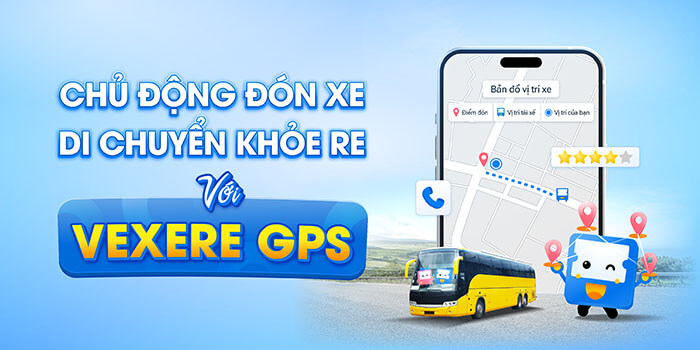 CHỦ ĐỘNG ĐÓN XE
DI CHUYỂN KHỎE RE
Với
VEXERE GPS
Bản đồ vị trí xe
Điểm đón
Vị trí tài xế
Vị trí của bạn